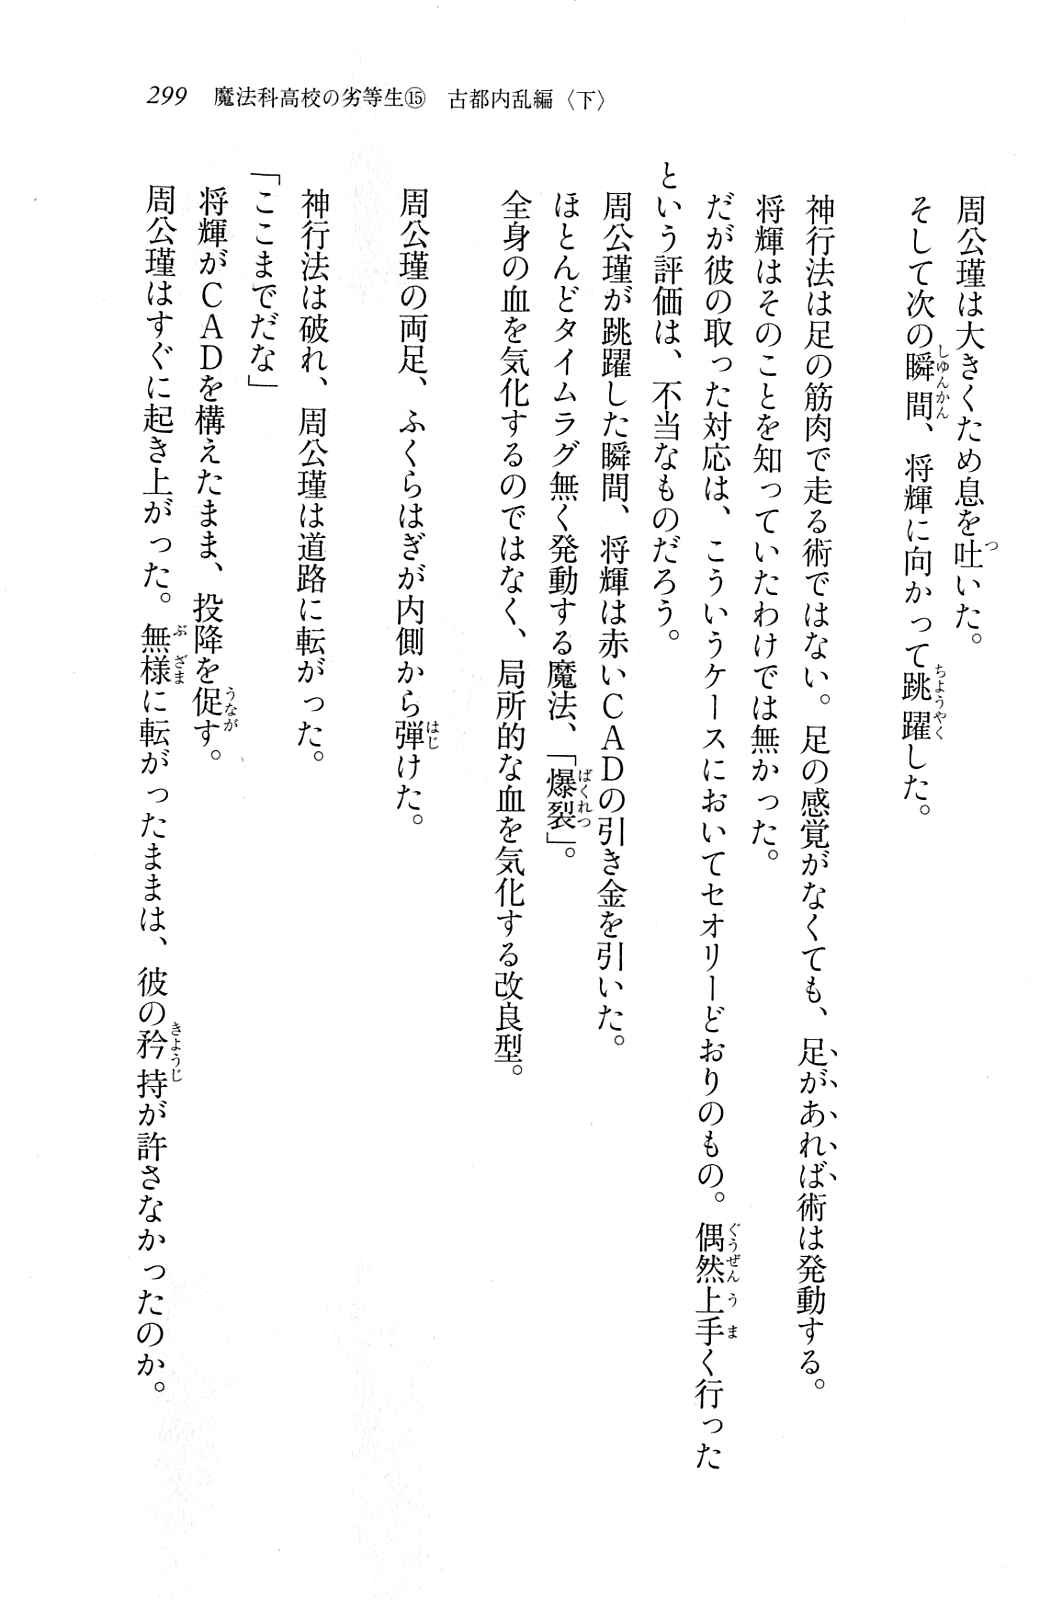 299 魔法科高校の劣等生⑮ 古都内乱編〈下〉
周公瑾は大きくため息を吐いた。
そして次の瞬間、将輝に向かって跳躍した。
神行法は足の筋肉で走る術ではない。足の感覚がなくても、足があれば術は発動する。
将輝はそのことを知っていたわけでは無かった。
だが彼の取った対応は、こういうケースにおいてセオリーどおりのもの。偶然上手く行った
という評価は、不当なものだろう。
周公瑾が跳躍した瞬間、将輝は赤いCADの引き金を引いた。
ほとんどタイムラグ無く発動する魔法、「爆裂」。
全身の血を気化するのではなく、局所的な血を気化する改良型。
周公瑾の両足、ふくらはぎが内側から弾けた。
神行法は破れ、周公瑾は道路に転がった。
「ここまでだな」
将輝がCADを構えたまま、投降を促す。
周公瑾はすぐに起き上がった。無様に転がったままは、彼の矜持が許さなかったのか。